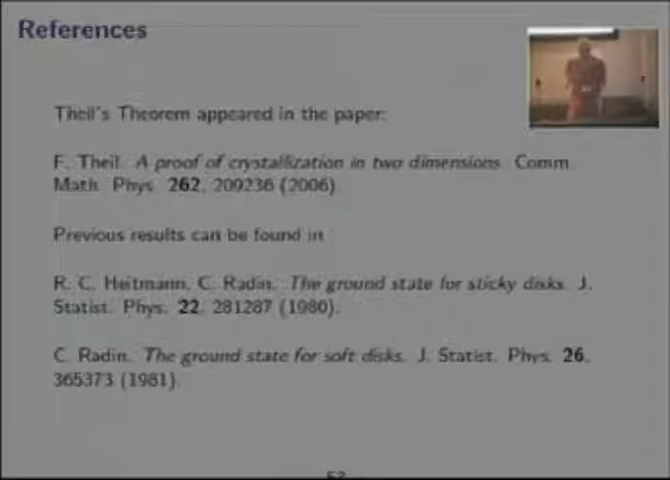 References
Theil's Theorem appeared in the paper:
F. Theil. A proof of crystallization in two dimensions. Comm.
Math. Phys. 262, 209236 (2006).
Previous results can be found in
R. C. Heitmann, C. Radin. The ground state for sticky disks. J.
Statist. Phys. 22, 281287 (1980).
C. Radin. The ground state for soft disks. J. Statist. Phys. 26,
365373 (1981).